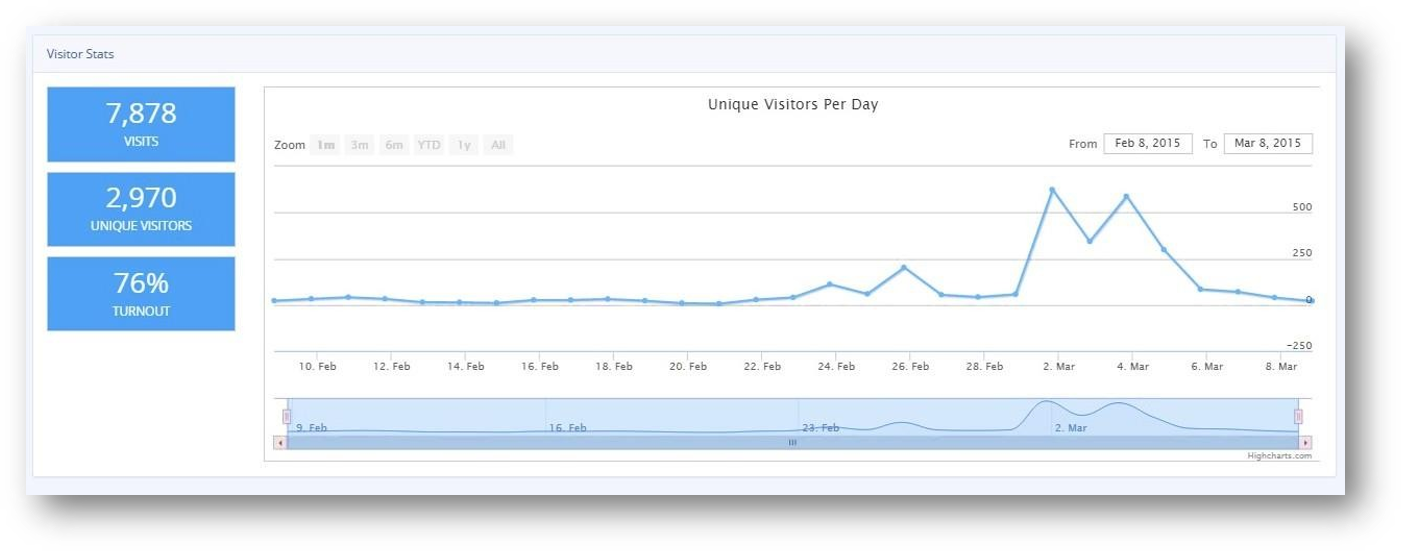 Visitor Stats
7,878
VISITS
2,970
UNIQUE VISITORS
76%
TURNOUT
Unique Visitors Per Day
Zoom 1m 3m 6m YTD 1y All
From Feb 8, 2015 To Mar 8, 2015
500
250
0
-250
10. Feb 12. Feb 14. Feb 16. Feb 18. Feb 20. Feb 22. Feb 24. Feb 26. Feb 28. Feb 2. Mar 4. Mar 6. Mar 8. Mar
9. Feb 16. Feb 23. Feb 2. Mar
Highcharts.com